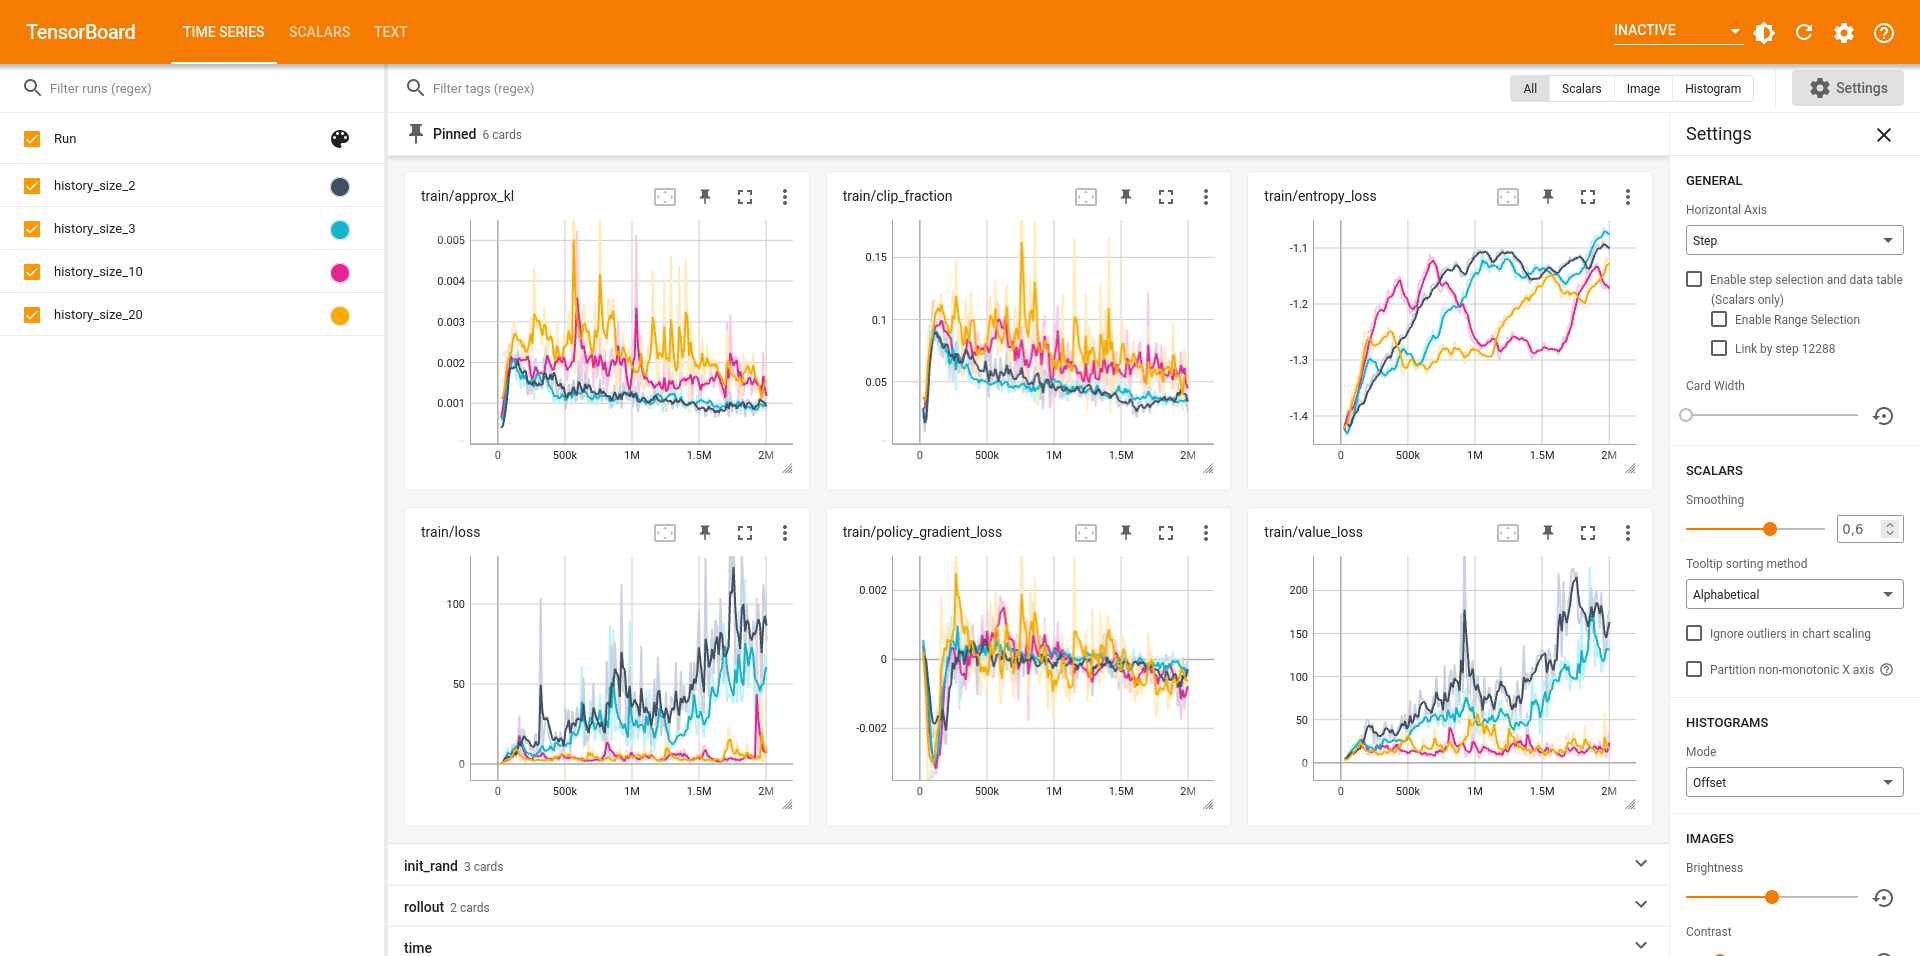 TensorBoard
TIME SERIES
SCALARS
TEXT
INACTIVE
Filter runs (regex)
Run
history_size_2
history_size_3
history_size_10
history_size_20
Filter tags (regex)
All
Scalars
Image
Histogram
Settings
Pinned 6 cards
train/approx_kl
0.005
0.004
0.003
0.002
0.001
0
0 500k 1M 1.5M 2M
train/clip_fraction
0.15
0.1
0.05
0
0 500k 1M 1.5M 2M
train/entropy_loss
-1.1
-1.2
-1.3
-1.4
0 500k 1M 1.5M 2M
train/loss
100
50
0
0 500k 1M 1.5M 2M
train/policy_gradient_loss
0.002
0
-0.002
0 500k 1M 1.5M 2M
train/value_loss
200
150
100
50
0
0 500k 1M 1.5M 2M
init_rand 3 cards
rollout 2 cards
time
Settings
GENERAL
Horizontal Axis
Step
Enable step selection and data table
(Scalars only)
Enable Range Selection
Link by step 12288
Card Width
SCALARS
Smoothing
0,6
Tooltip sorting method
Alphabetical
Ignore outliers in chart scaling
Partition non-monotonic X axis
HISTOGRAMS
Mode
Offset
IMAGES
Brightness
Contrast